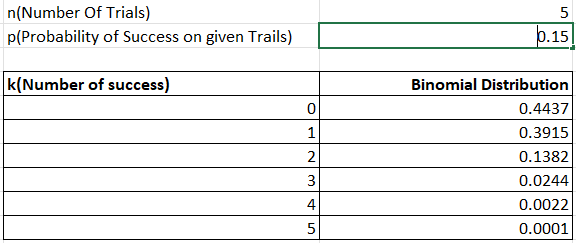 n(Number Of Trials) 5
p(Probability of Success on given Trails) 0.15
k(Number of success) Binomial Distribution
0 0.4437
1 0.3915
2 0.1382
3 0.0244
4 0.0022
5 0.0001